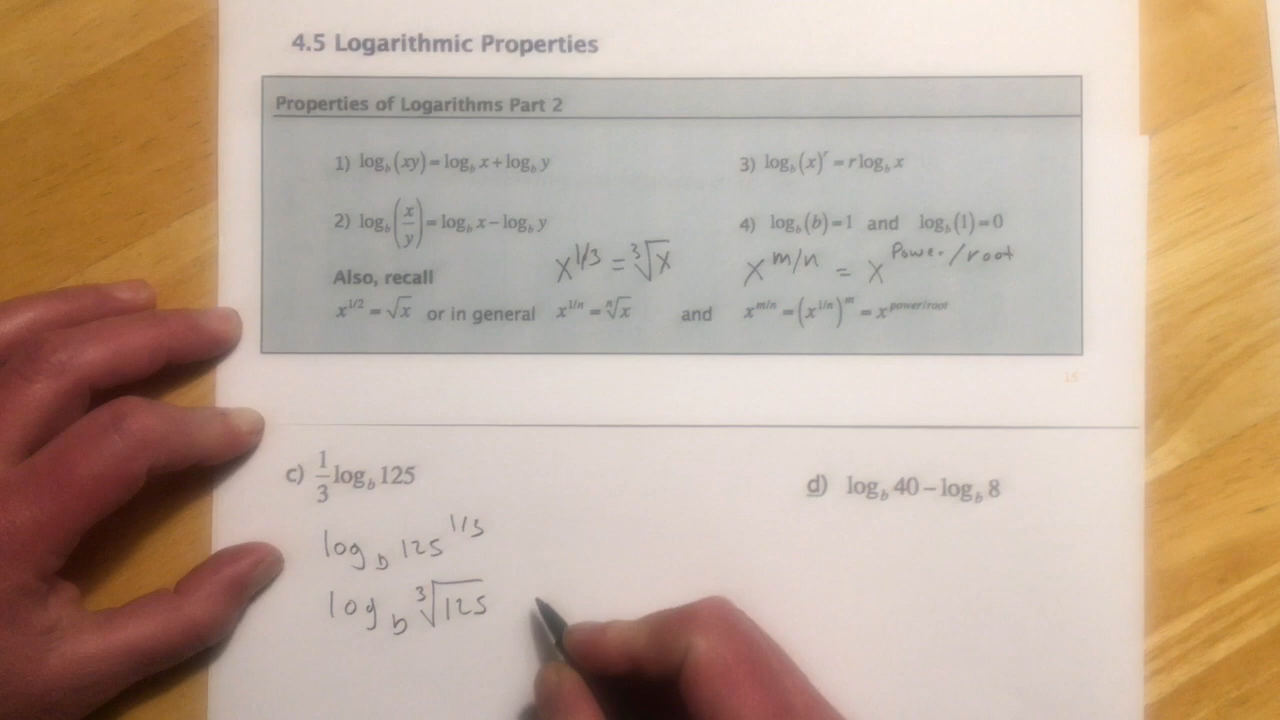 4.5 Logarithmic Properties
Properties of Logarithms Part 2
1) log_b(xy) = log_b x + log_b y
3) log_b(x)^r = r log_b x
2) log_b(x/y) = log_b x − log_b y
4) log_b(b) = 1 and log_b(1) = 0
x^1/3 = ∛x
x^m/n = x^Power/root
Also, recall
x^1/2 = √x or in general x^1/n = ⁿ√x and x^m/n = (x^1/n)^m = x^power/root
15
c) 1/3 log_b 125
d) log_b 40 − log_b 8
log_b 125^1/3
log_b ∛125